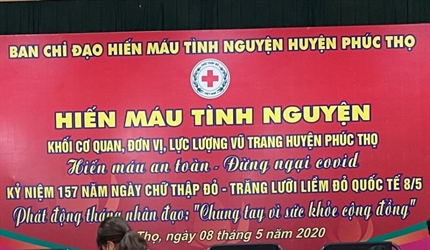 BAN CHỈ ĐẠO HIẾN MÁU TÌNH NGUYỆN HUYỆN PHÚC THỌ
HIẾN MÁU TÌNH NGUYỆN
KHỐI CƠ QUAN, ĐƠN VỊ, LỰC LƯỢNG VŨ TRANG HUYỆN PHÚC THỌ
Hiến máu an toàn - Đừng ngại covid
KỶ NIỆM 157 NĂM NGÀY CHỮ THẬP ĐỎ - TRĂNG LƯỠI LIỀM ĐỎ QUỐC TẾ 8/5
Phát động tháng nhân đạo: "Chung tay vì sức khỏe cộng đồng"
Thọ, ngày 08 tháng 5 năm 2020